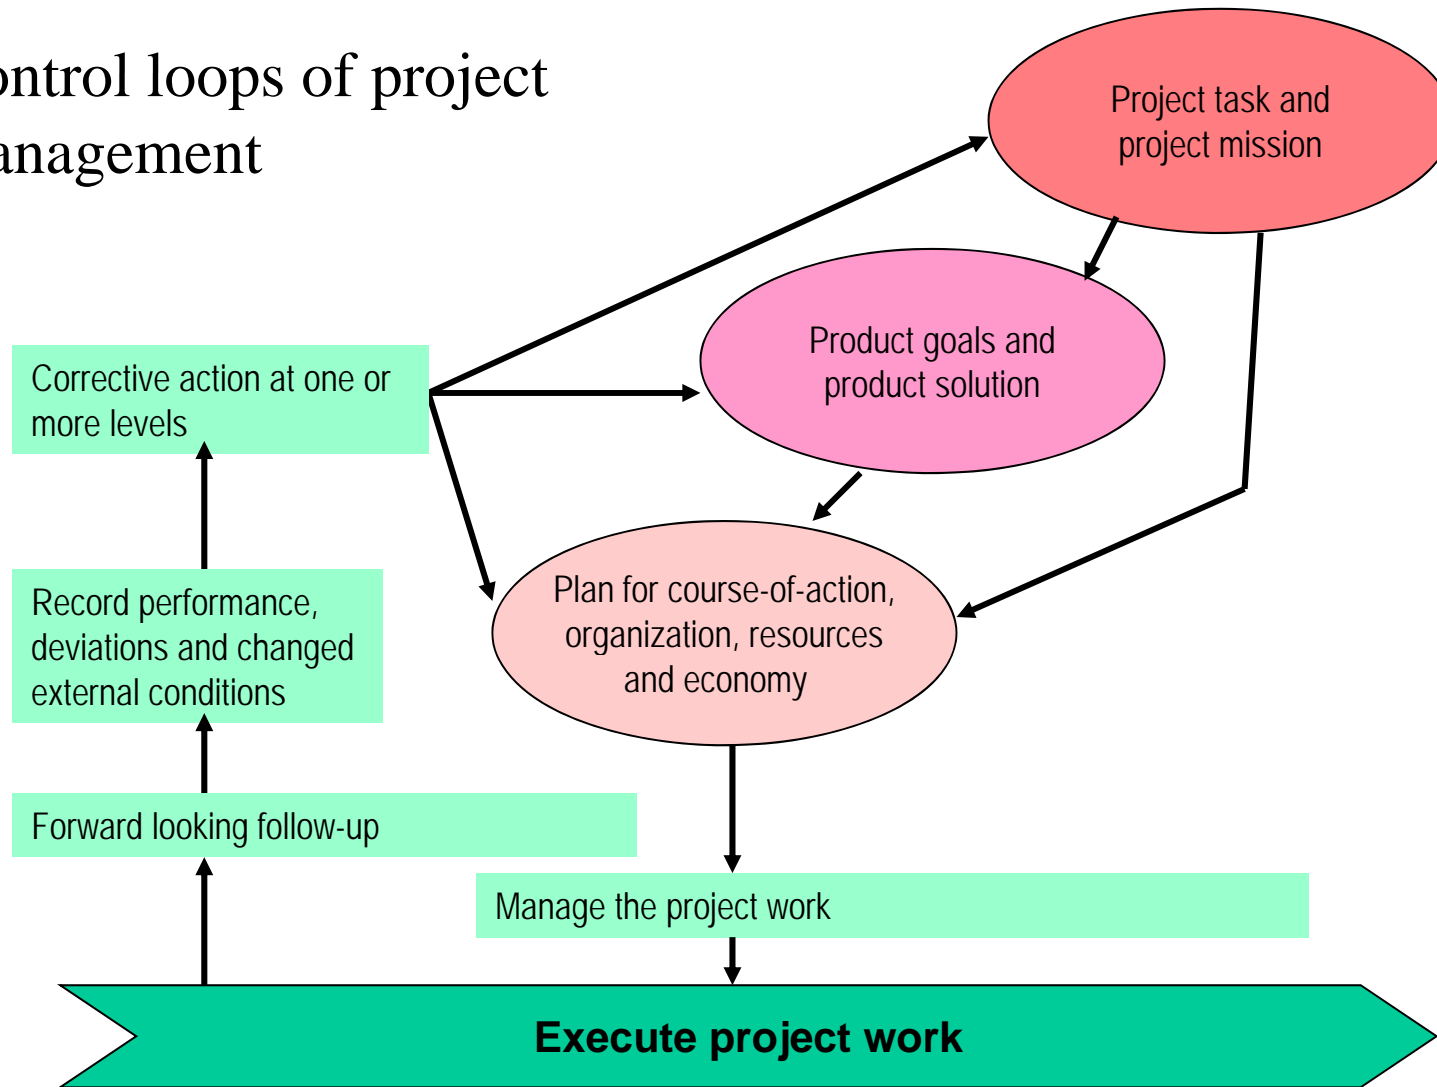 ontrol loops of project
anagement
Project task and
project mission
Product goals and
product solution
Corrective action at one or
more levels
Plan for course-of-action,
organization, resources
and economy
Record performance,
deviations and changed
external conditions
Forward looking follow-up
Manage the project work
Execute project work